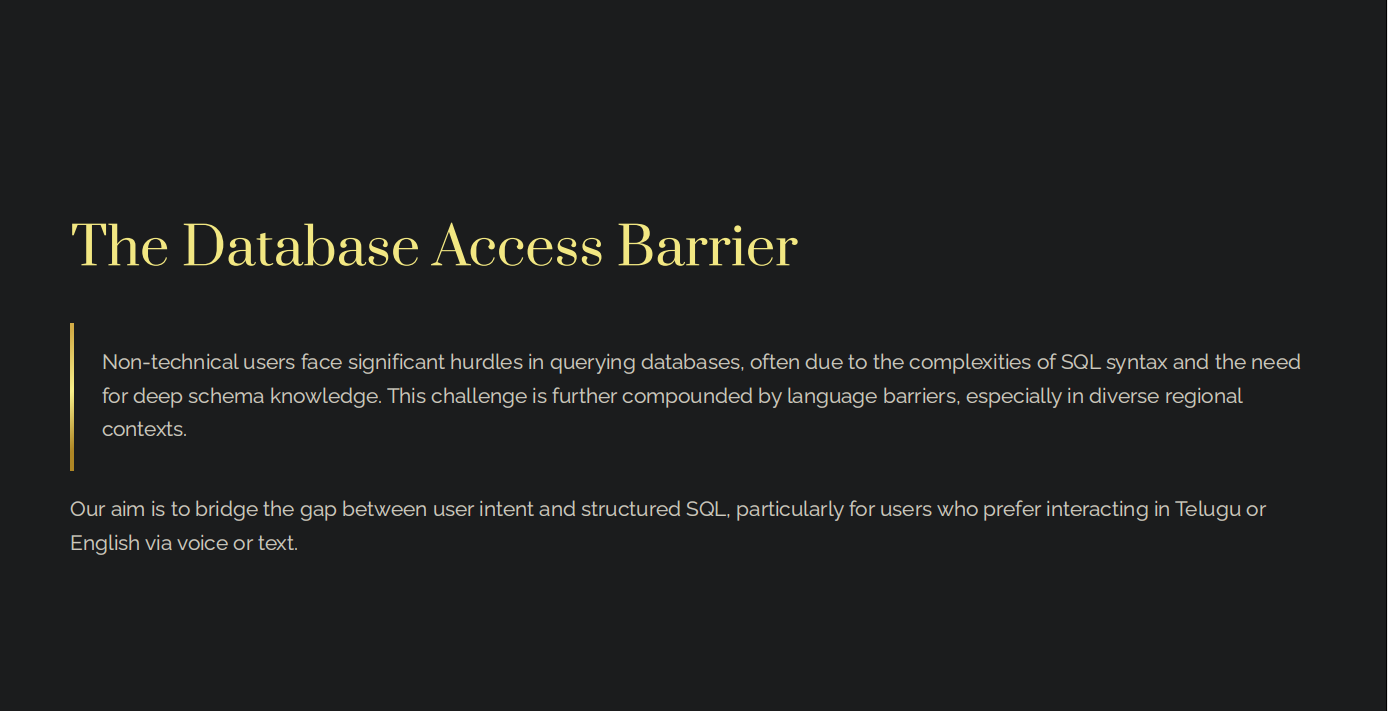 The Database Access Barrier
Non-technical users face significant hurdles in querying databases, often due to the complexities of SQL syntax and the need
for deep schema knowledge. This challenge is further compounded by language barriers, especially in diverse regional
contexts.
Our aim is to bridge the gap between user intent and structured SQL, particularly for users who prefer interacting in Telugu or
English via voice or text.